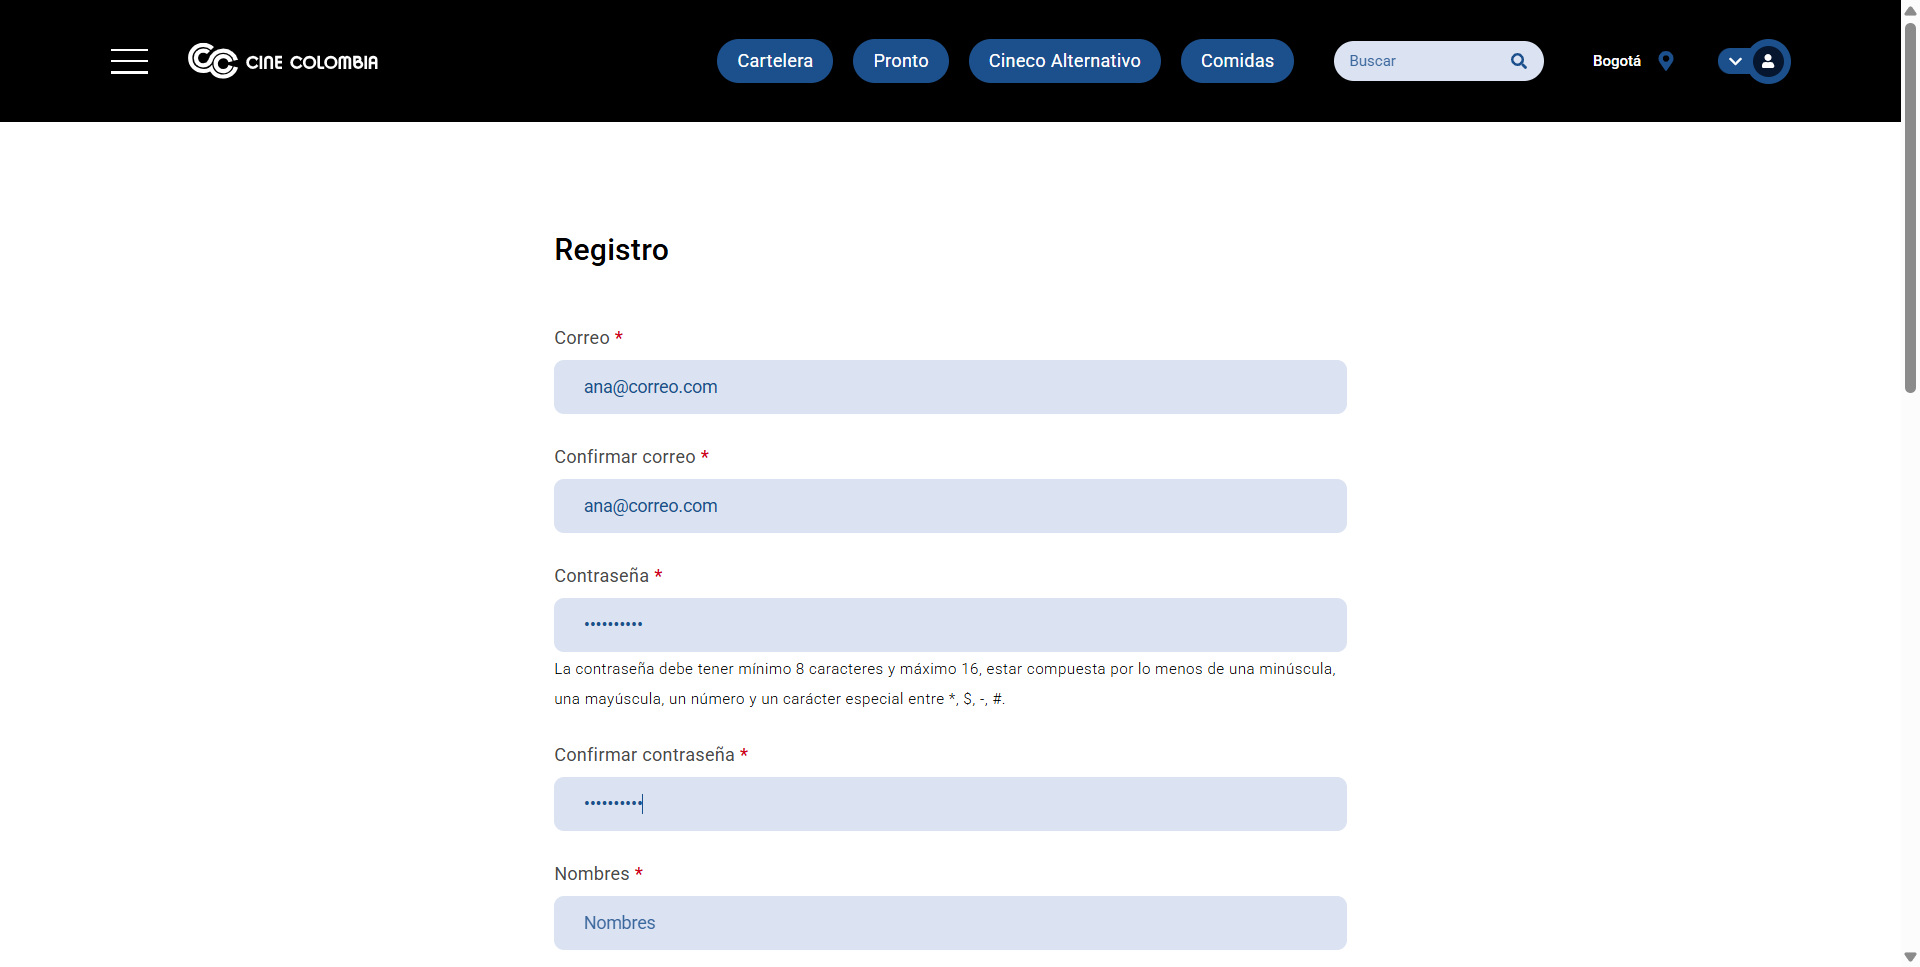 CINE COLOMBIA
Cartelera
Pronto
Cineco Alternativo
Comidas
Buscar
Bogotá
Registro
Correo *
ana@correo.com
Confirmar correo *
ana@correo.com
Contraseña *
••••••••••
La contraseña debe tener mínimo 8 caracteres y máximo 16, estar compuesta por lo menos de una minúscula,
una mayúscula, un número y un carácter especial entre *, $, -, #.
Confirmar contraseña *
••••••••••
Nombres *
Nombres